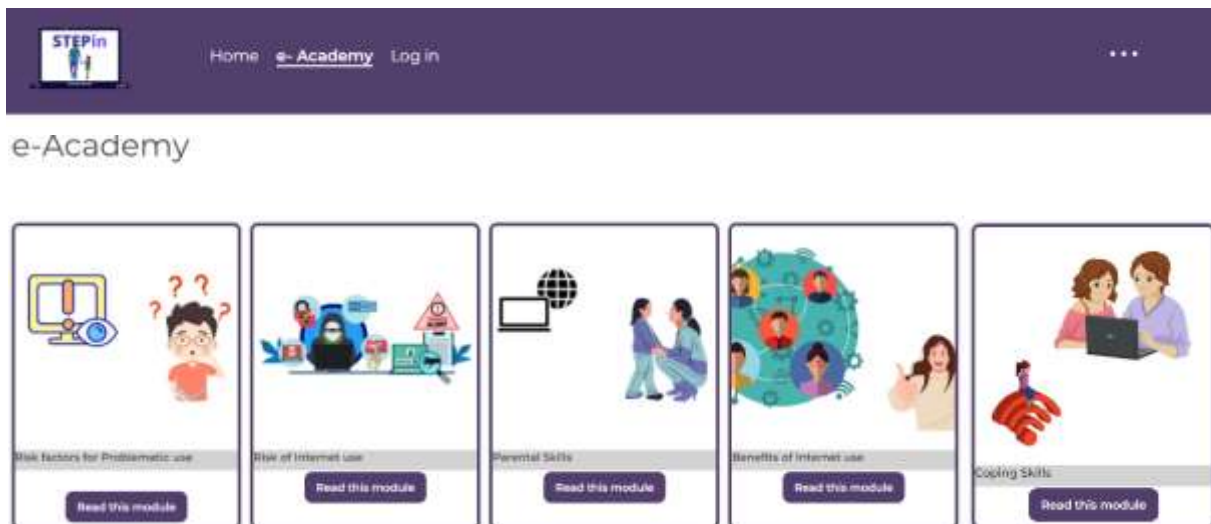 STEPin
Home e- Academy Log in
e-Academy
Risk factors for Problematic use
Risk of Internet use
Parental Skills
Benefits of Internet use
Coping Skills
Read this module
Read this module
Read this module
Read this module
Read this module